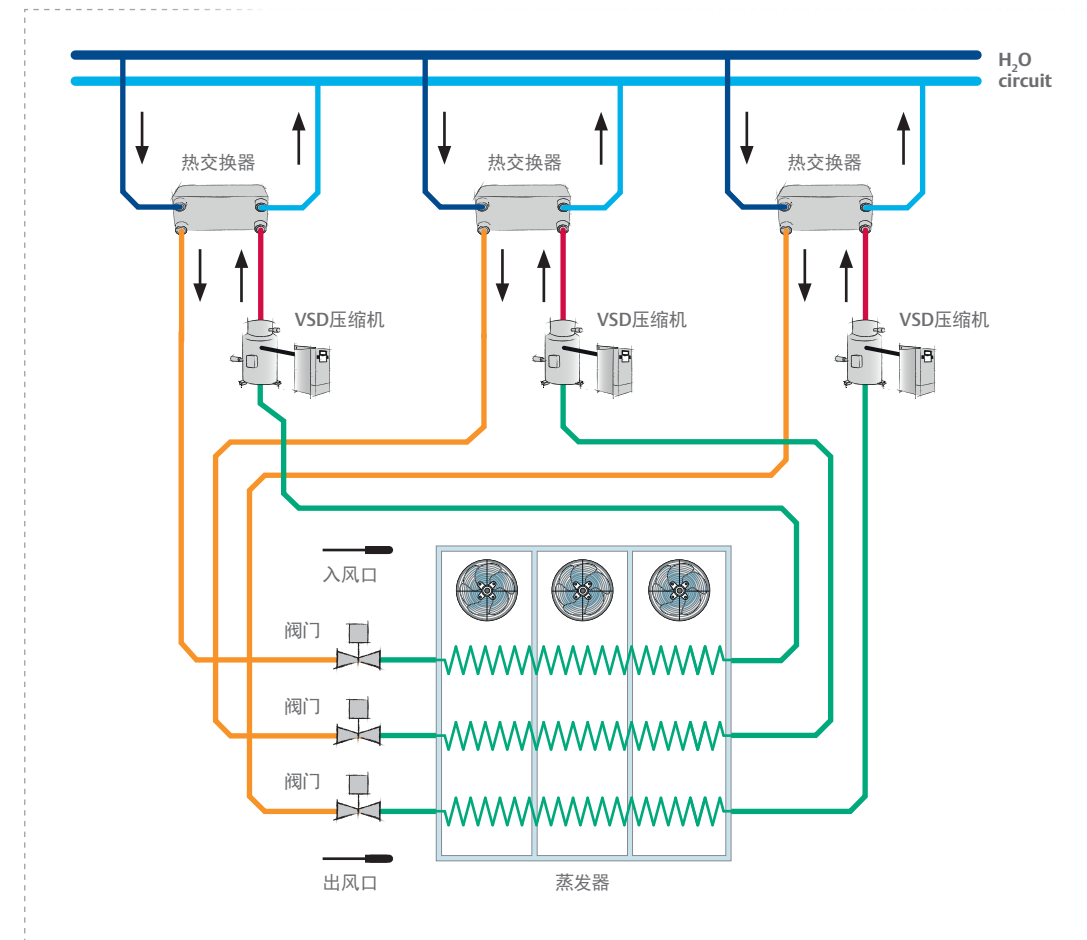 H₂O
circuit
热交换器
热交换器
热交换器
VSD压缩机
VSD压缩机
VSD压缩机
入风口
阀门
阀门
阀门
出风口
蒸发器